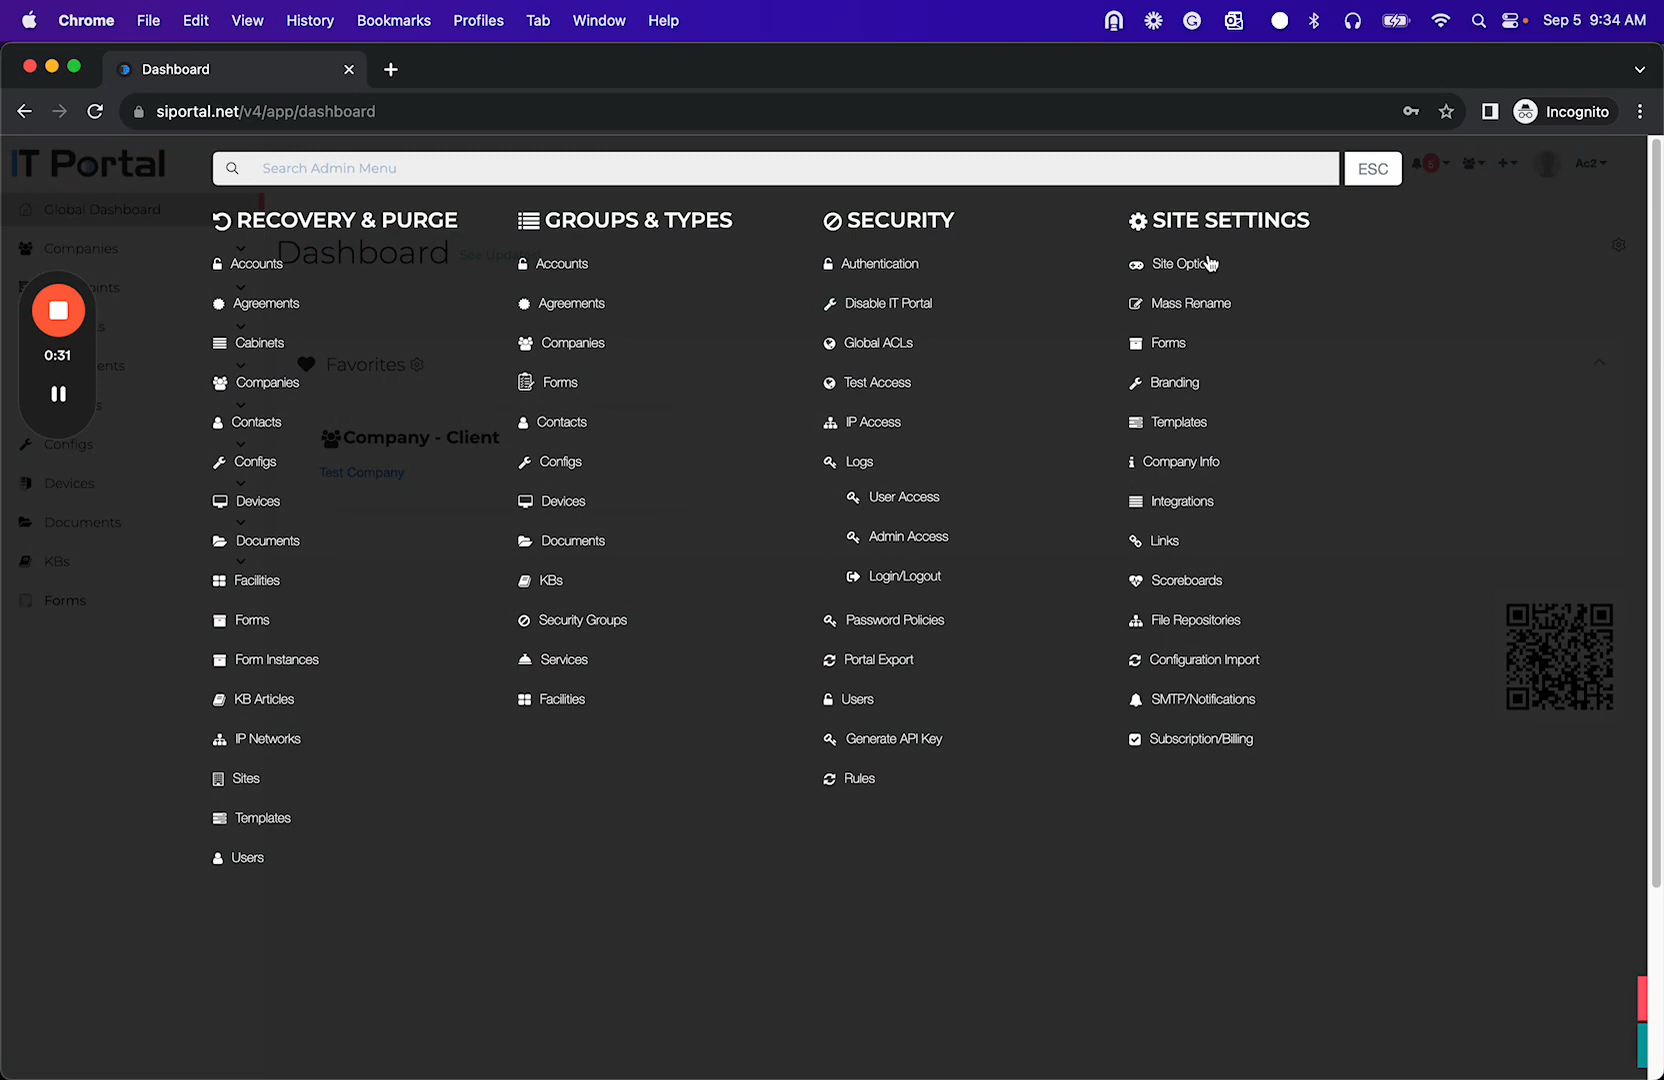 Chrome File Edit View History Bookmarks Profiles Tab Window Help Sep 5 9:34 AM
Dashboard
siportal.net/v4/app/dashboard Incognito
IT Portal
Search Admin Menu
ESC
5
Ac2
Global Dashboard
Companies
Configs
Devices
Documents
KBs
Forms
0:31
Dashboard
Favorites
Company - Client
Test Company
RECOVERY & PURGE
Accounts
Agreements
Cabinets
Companies
Contacts
Configs
Devices
Documents
Facilities
Forms
Form Instances
KB Articles
IP Networks
Sites
Templates
Users
GROUPS & TYPES
Accounts
Agreements
Companies
Forms
Contacts
Configs
Devices
Documents
KBs
Security Groups
Services
Facilities
SECURITY
Authentication
Disable IT Portal
Global ACLs
Test Access
IP Access
Logs
User Access
Admin Access
Login/Logout
Password Policies
Portal Export
Users
Generate API Key
Rules
SITE SETTINGS
Site
Mass Rename
Forms
Branding
Templates
Company Info
Integrations
Links
Scoreboards
File Repositories
Configuration Import
SMTP/Notifications
Subscription/Billing